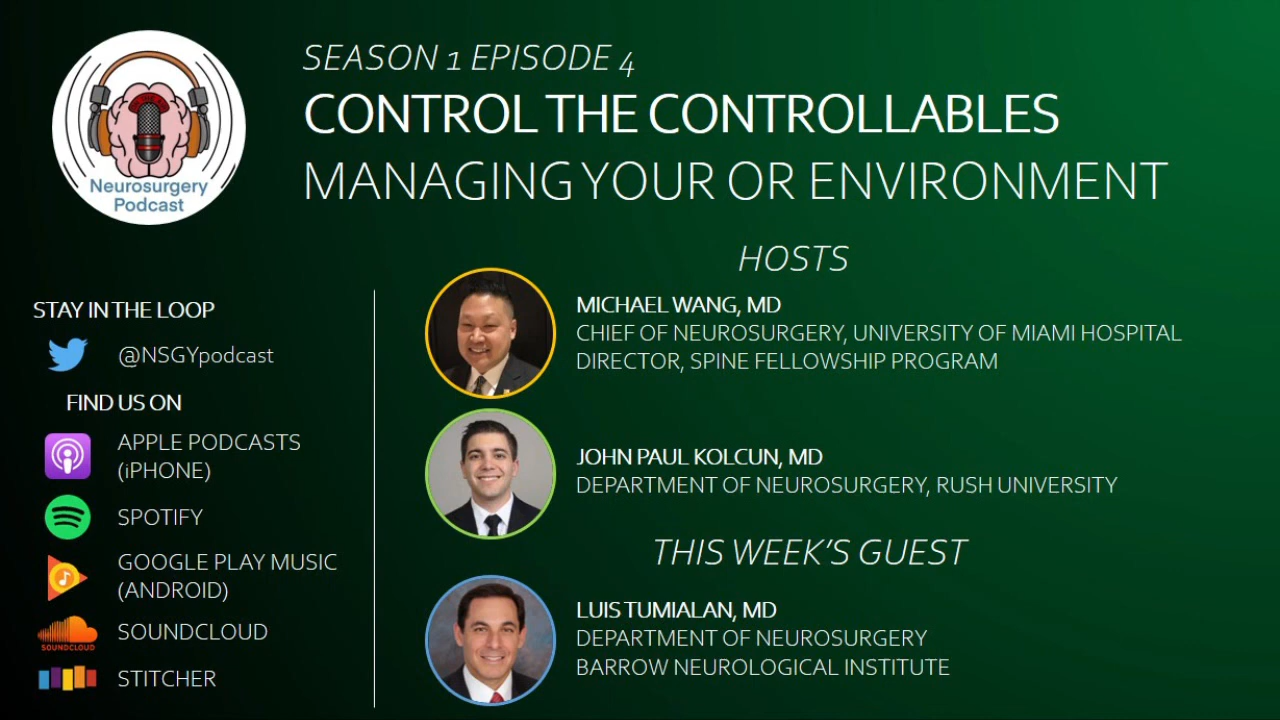 Neurosurgery
Podcast
SEASON 1 EPISODE 4
CONTROL THE CONTROLLABLES
MANAGING YOUR OR ENVIRONMENT
STAY IN THE LOOP
@NSGYpodcast
FIND US ON
APPLE PODCASTS
(iPHONE)
SPOTIFY
GOOGLE PLAY MUSIC
(ANDROID)
SOUNDCLOUD
SOUNDCLOUD
STITCHER
HOSTS
MICHAEL WANG, MD
CHIEF OF NEUROSURGERY, UNIVERSITY OF MIAMI HOSPITAL
DIRECTOR, SPINE FELLOWSHIP PROGRAM
JOHN PAUL KOLCUN, MD
DEPARTMENT OF NEUROSURGERY, RUSH UNIVERSITY
THIS WEEK'S GUEST
LUIS TUMIALAN, MD
DEPARTMENT OF NEUROSURGERY
BARROW NEUROLOGICAL INSTITUTE